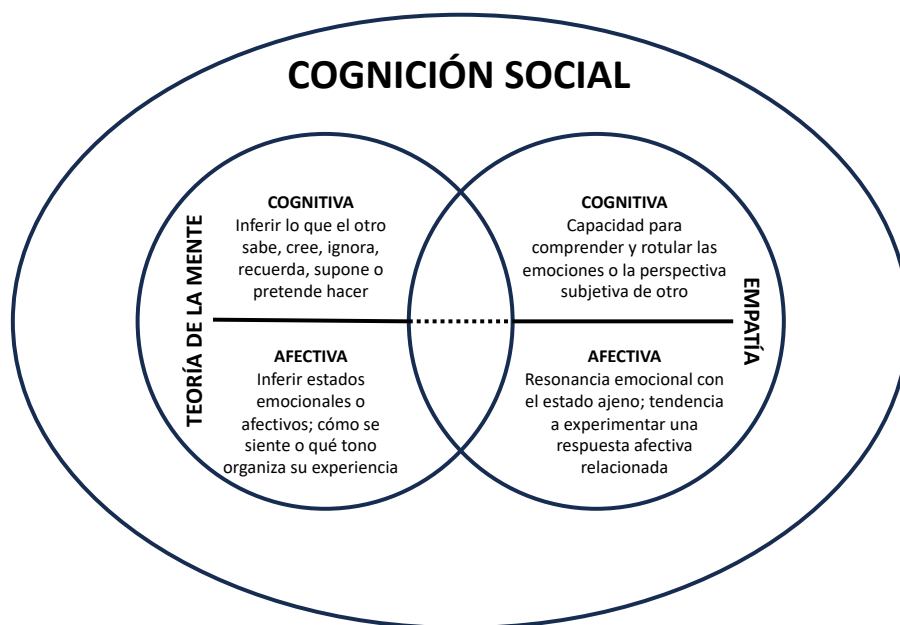 COGNICIÓN SOCIAL
TEORÍA DE LA MENTE
COGNITIVA
Inferir lo que el otro
sabe, cree, ignora,
recuerda, supone o
pretende hacer
AFECTIVA
Inferir estados
emocionales o
afectivos; cómo se
siente o qué tono
organiza su experiencia
COGNITIVA
Capacidad para
comprender y rotular las
emociones o la perspectiva
subjetiva de otro
AFECTIVA
Resonancia emocional con
el estado ajeno; tendencia
a experimentar una
respuesta afectiva
relacionada
EMPATÍA